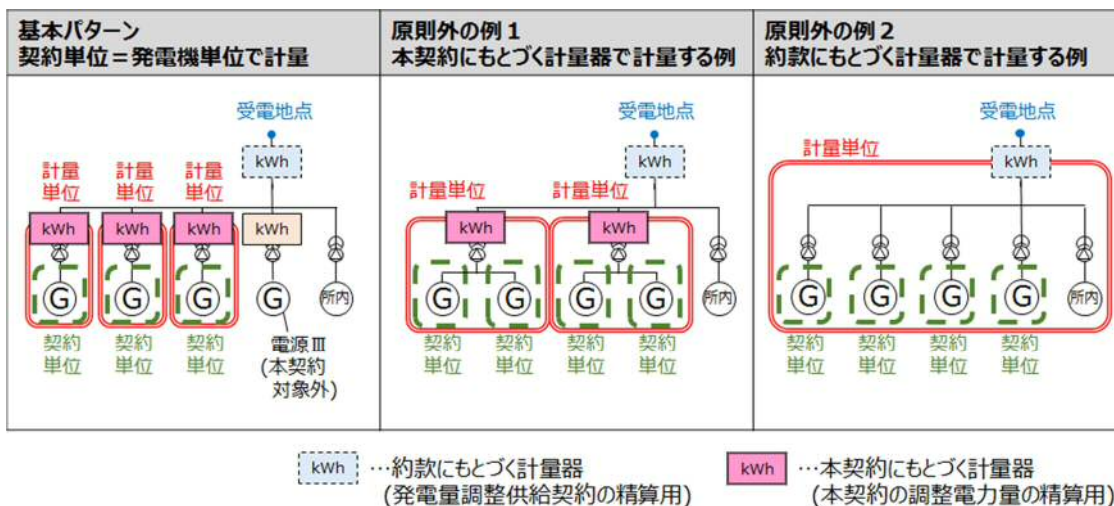 基本パターン
契約単位＝発電機単位で計量
原則外の例１
本契約にもとづく計量器で計量する例
原則外の例２
約款にもとづく計量器で計量する例
受電地点
kWh
計量
単位
計量
単位
計量
単位
kWh
kWh
kWh
kWh
G
G
G
G
所内
契約
単位
契約
単位
契約
単位
電源Ⅲ
(本契約
対象外)
受電地点
kWh
計量単位
計量単位
kWh
kWh
G
G
G
G
所内
契約
単位
契約
単位
契約
単位
契約
単位
受電地点
計量単位
kWh
G
G
G
G
所内
契約
単位
契約
単位
契約
単位
契約
単位
kWh …約款にもとづく計量器
(発電量調整供給契約の精算用)
kWh …本契約にもとづく計量器
(本契約の調整電力量の精算用)